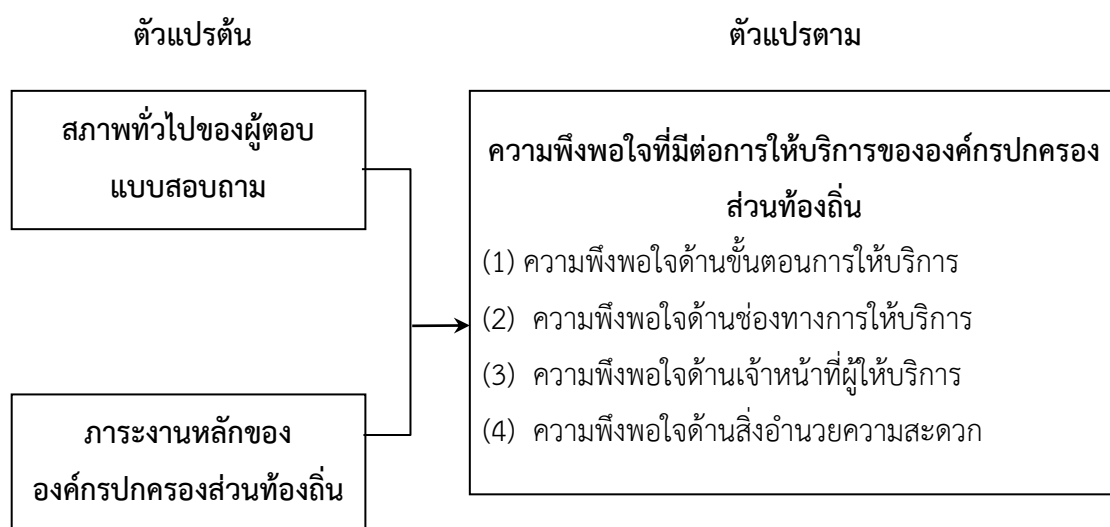 ตัวแปรต้น
ตัวแปรตาม
สภาพทั่วไปของผู้ตอบ
แบบสอบถาม
ภาระงานหลักของ
องค์กรปกครองส่วนท้องถิ่น
ความพึงพอใจที่มีต่อการให้บริการขององค์กรปกครอง
ส่วนท้องถิ่น
(1) ความพึงพอใจด้านขั้นตอนการให้บริการ
(2) ความพึงพอใจด้านช่องทางการให้บริการ
(3) ความพึงพอใจด้านเจ้าหน้าที่ผู้ให้บริการ
(4) ความพึงพอใจด้านสิ่งอำนวยความสะดวก